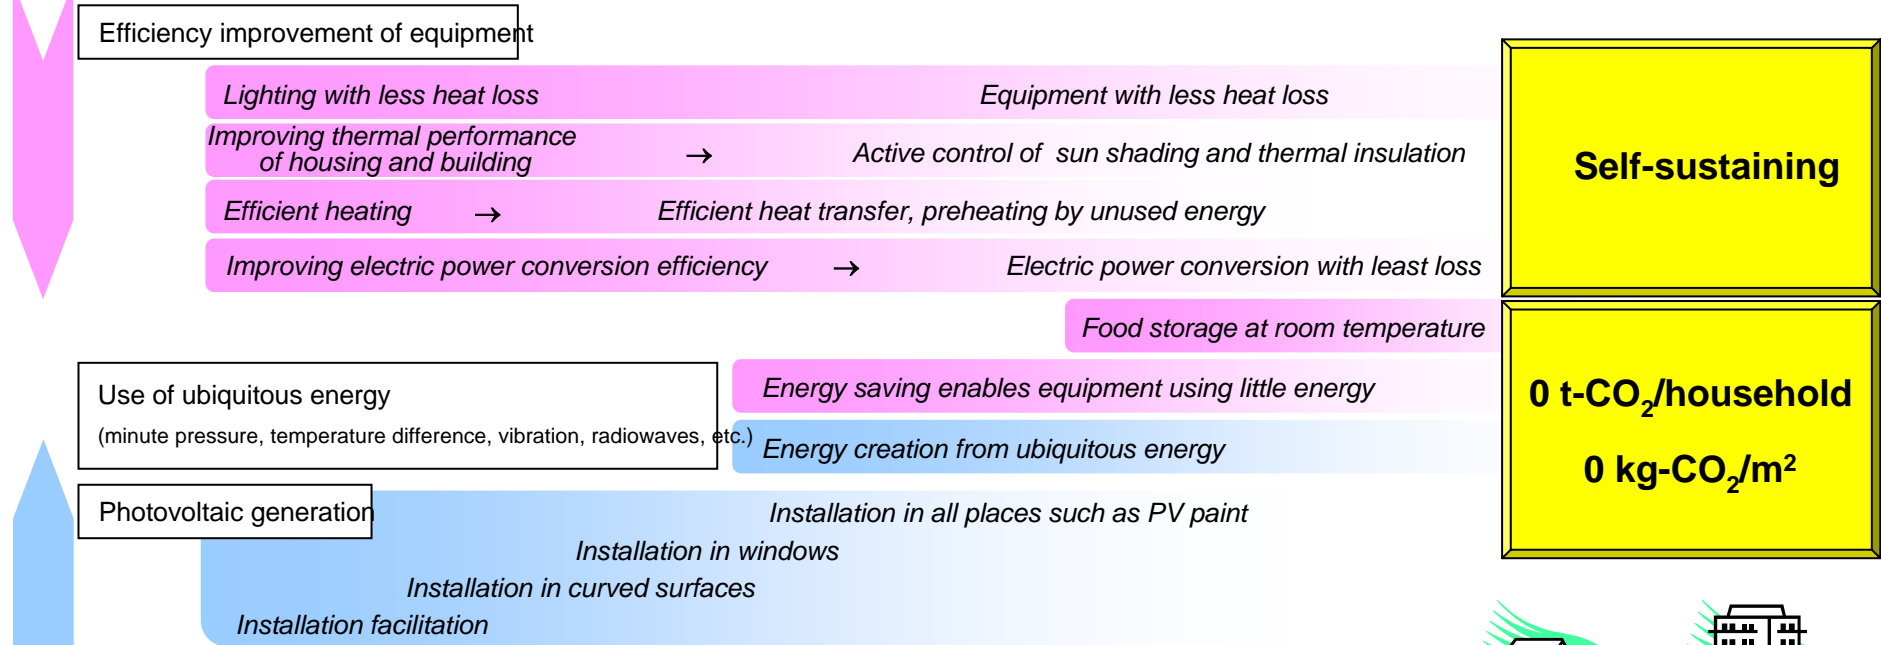 Efficiency improvement of equipment
Lighting with less heat loss
Equipment with less heat loss
Improving thermal performance
of housing and building
→
Active control of sun shading and thermal insulation
Efficient heating → Efficient heat transfer, preheating by unused energy
Improving electric power conversion efficiency → Electric power conversion with least loss
Self-sustaining
Food storage at room temperature
Use of ubiquitous energy
(minute pressure, temperature difference, vibration, radiowaves, etc.)
Energy saving enables equipment using little energy
Energy creation from ubiquitous energy
0 t-CO₂/household
0 kg-CO₂/m²
Photovoltaic generation
Installation in all places such as PV paint
Installation in windows
Installation in curved surfaces
Installation facilitation